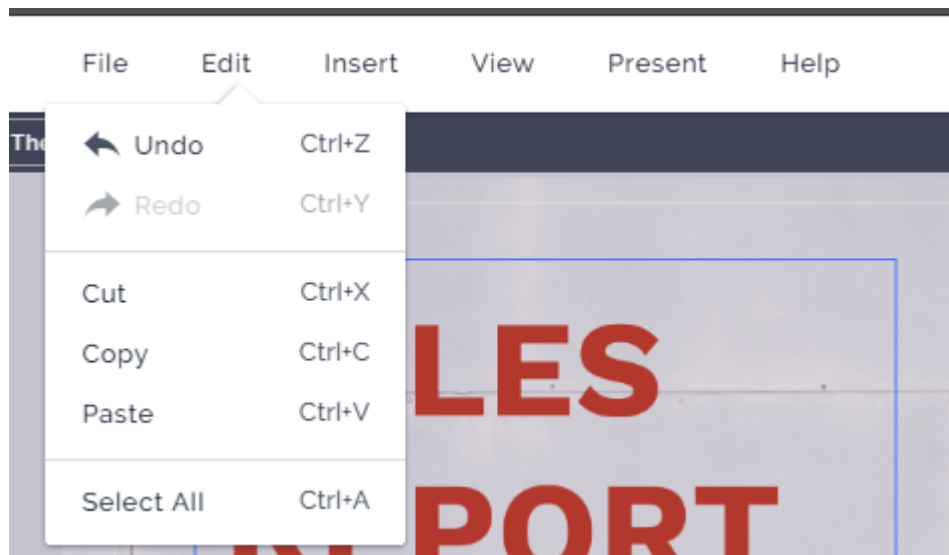 File Edit Insert View Present Help
The
Undo Ctrl+Z
Redo Ctrl+Y
Cut Ctrl+X
Copy Ctrl+C
Paste Ctrl+V
Select All Ctrl+A
LES
PORT